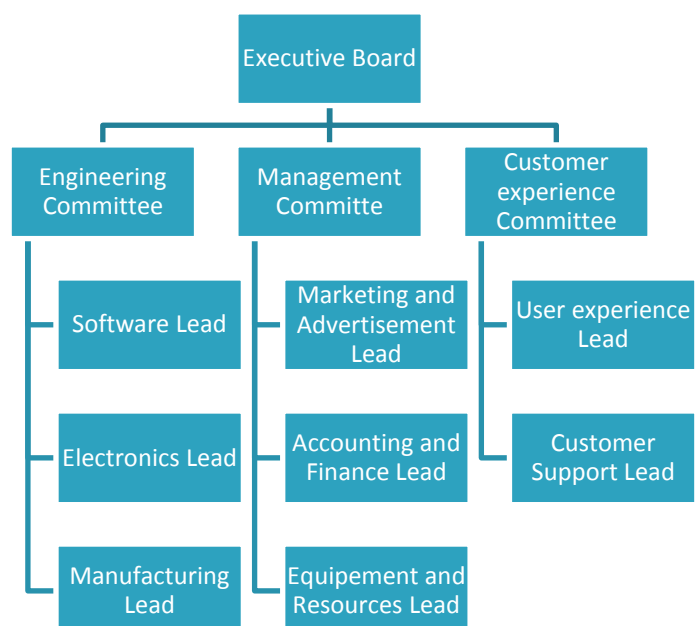 Executive Board
Engineering
Committee
Management
Committe
Customer
experience
Committee
Software Lead
Marketing and
Advertisement
Lead
User experience
Lead
Electronics Lead
Accounting and
Finance Lead
Customer
Support Lead
Manufacturing
Lead
Equipement and
Resources Lead